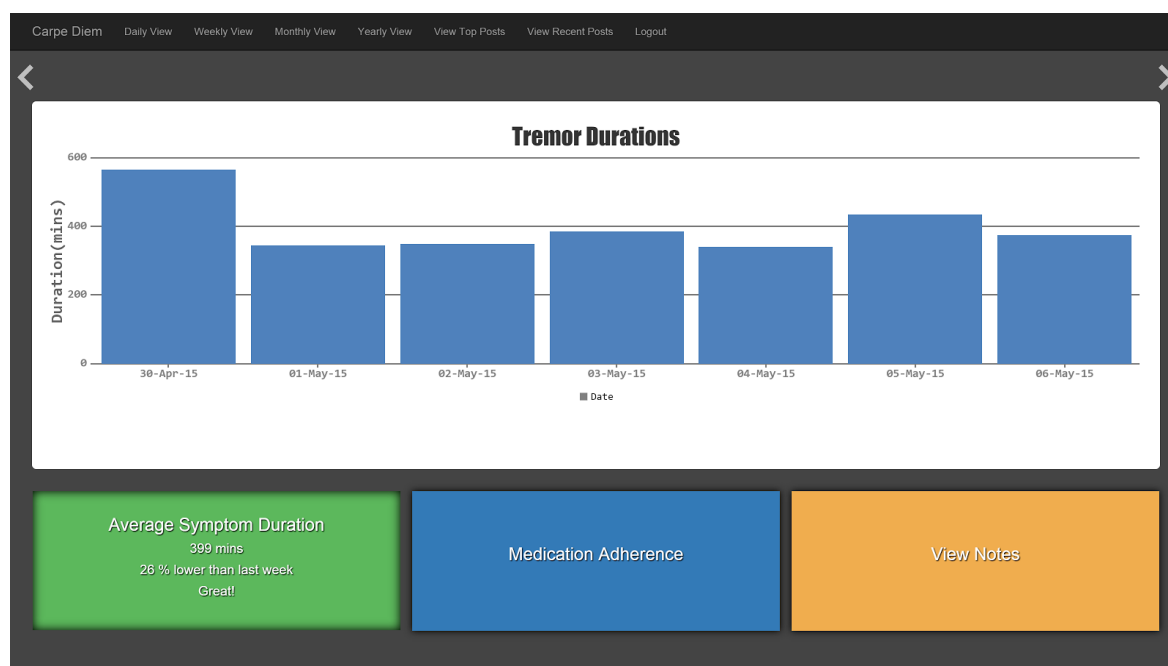 Carpe Diem Daily View Weekly View Monthly View Yearly View View Top Posts View Recent Posts Logout
Tremor Durations
600
400
200
0
Duration(mins)
30-Apr-15 01-May-15 02-May-15 03-May-15 04-May-15 05-May-15 06-May-15
Date
Average Symptom Duration
399 mins
26 % lower than last week
Great!
Medication Adherence
View Notes